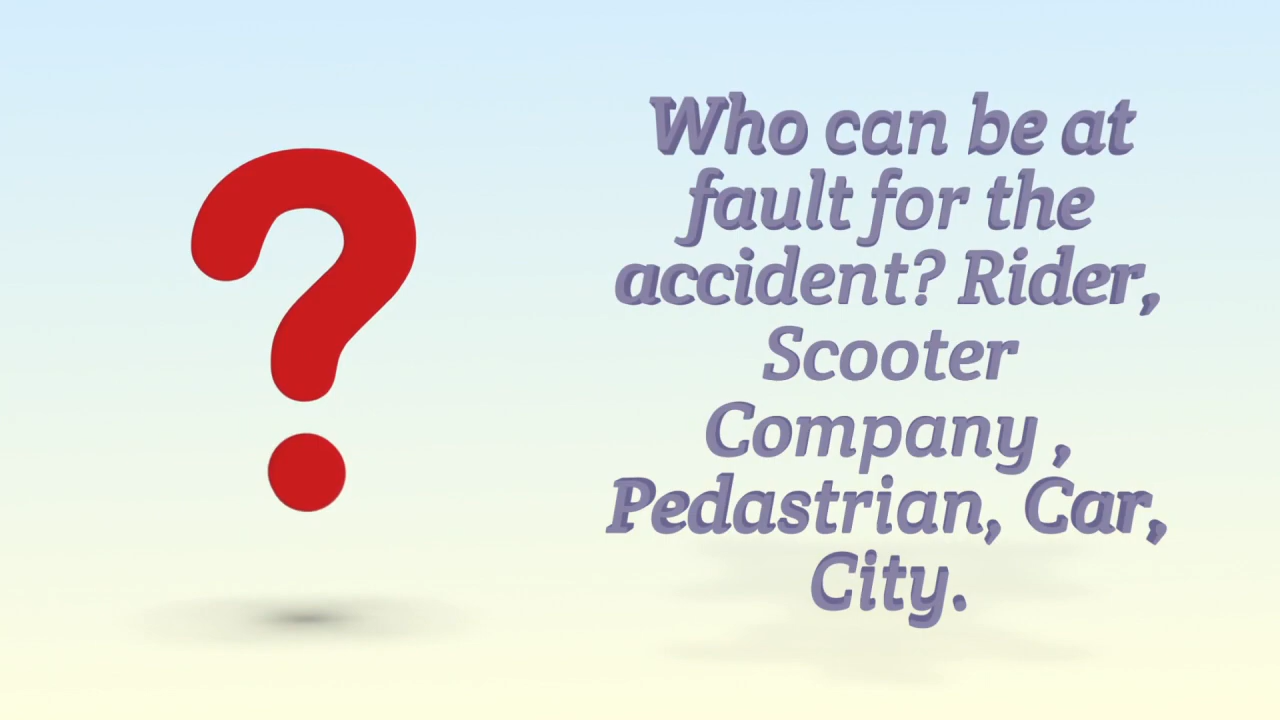 Who can be at
fault for the
accident? Rider,
Scooter
Company ,
Pedastrian, Car,
City.